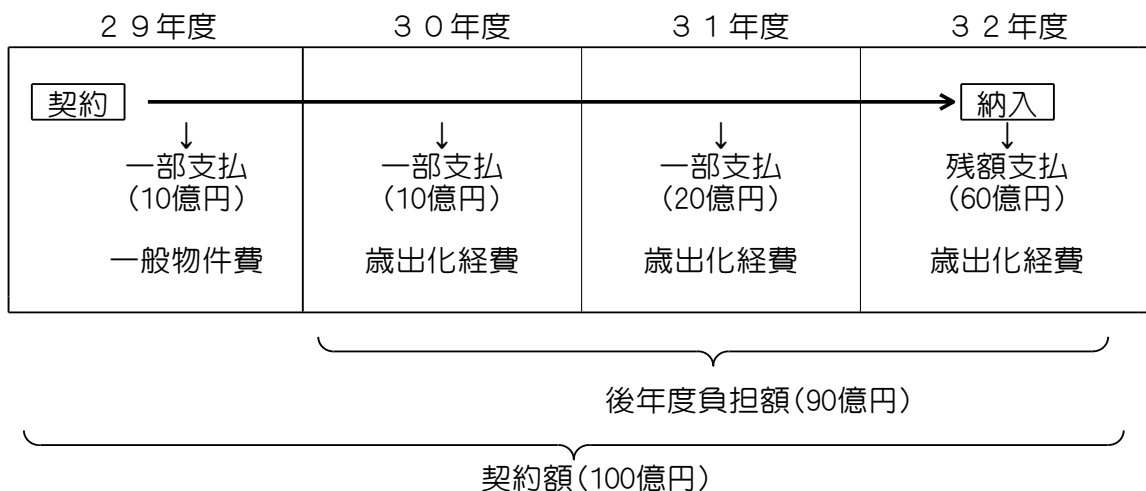 ２９年度 ３０年度 ３１年度 ３２年度
契約 納入
↓ ↓ ↓ ↓
一部支払 一部支払 一部支払 残額支払
(10億円) (10億円) (20億円) (60億円)
一般物件費 歳出化経費 歳出化経費 歳出化経費
後年度負担額(90億円)
契約額(100億円)